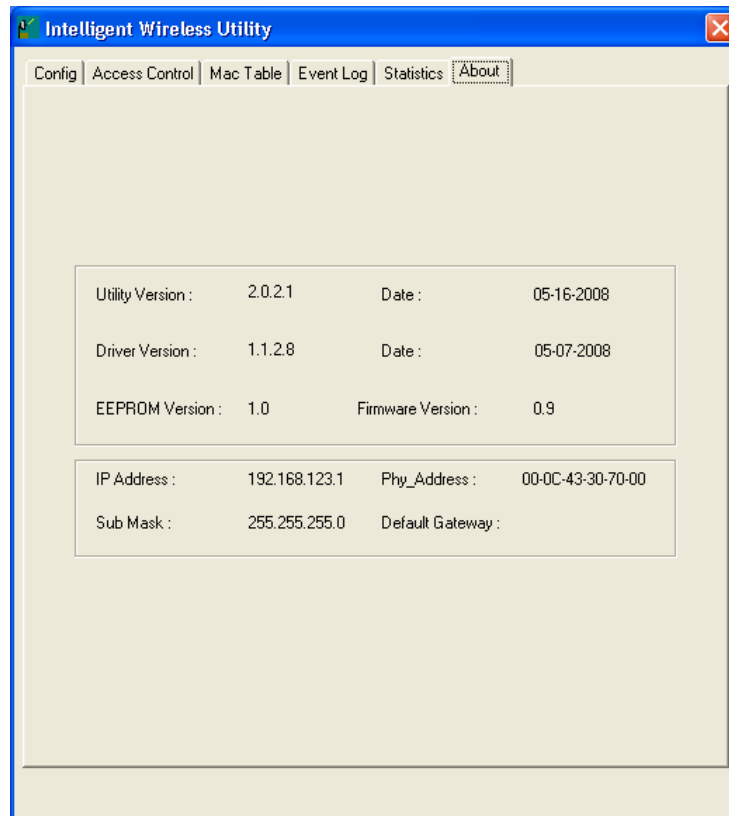 Intelligent Wireless Utility
Config Access Control Mac Table Event Log Statistics About
Utility Version : 2.0.2.1 Date : 05-16-2008
Driver Version : 1.1.2.8 Date : 05-07-2008
EEPROM Version : 1.0 Firmware Version : 0.9
IP Address : 192.168.123.1 Phy_Address : 00-0C-43-30-70-00
Sub Mask : 255.255.255.0 Default Gateway :